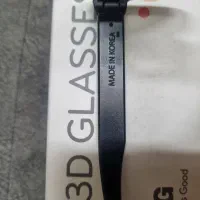 3D GLASSES
MADE IN KOREA
G
s Good